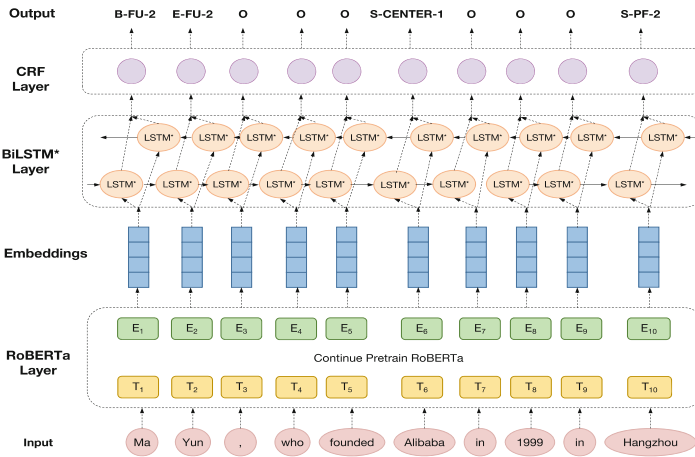 Output B-FU-2 E-FU-2 O O O S-CENTER-1 O O O S-PF-2
CRF
Layer
LSTM* LSTM* LSTM* LSTM* LSTM* LSTM* LSTM* LSTM* LSTM* LSTM*
BiLSTM*
Layer
LSTM* LSTM* LSTM* LSTM* LSTM* LSTM* LSTM* LSTM* LSTM* LSTM*
Embeddings
E1 E2 E3 E4 E5 E6 E7 E8 E9 E10
RoBERTa
Layer
Continue Pretrain RoBERTa
T1 T2 T3 T4 T5 T6 T7 T8 T9 T10
Input Ma Yun , who founded Alibaba in 1999 in Hangzhou